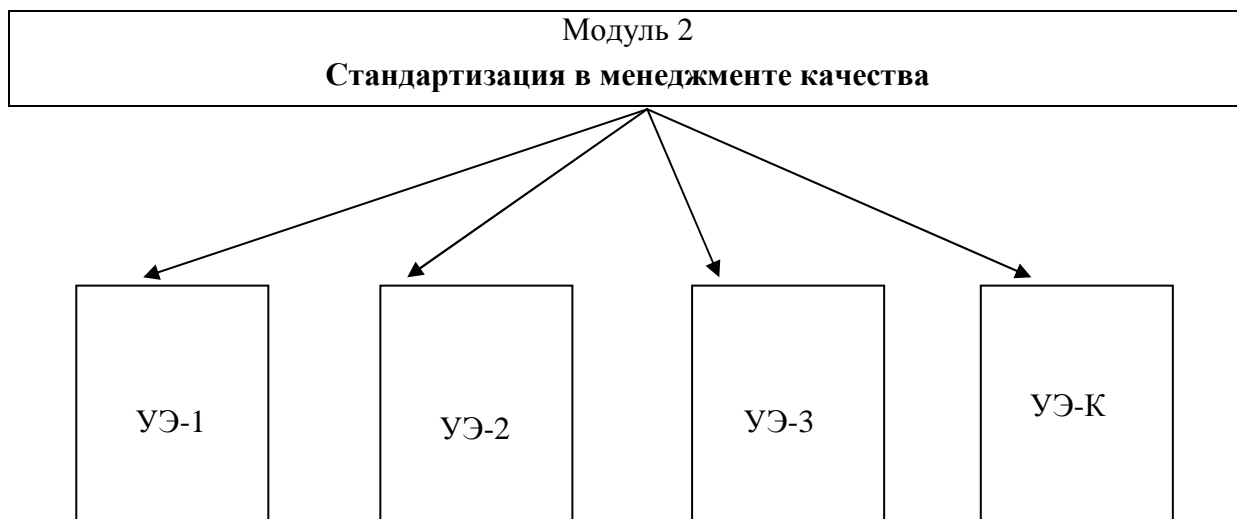 Модуль 2
Стандартизация в менеджменте качества
УЭ-1
УЭ-2
УЭ-3
УЭ-К